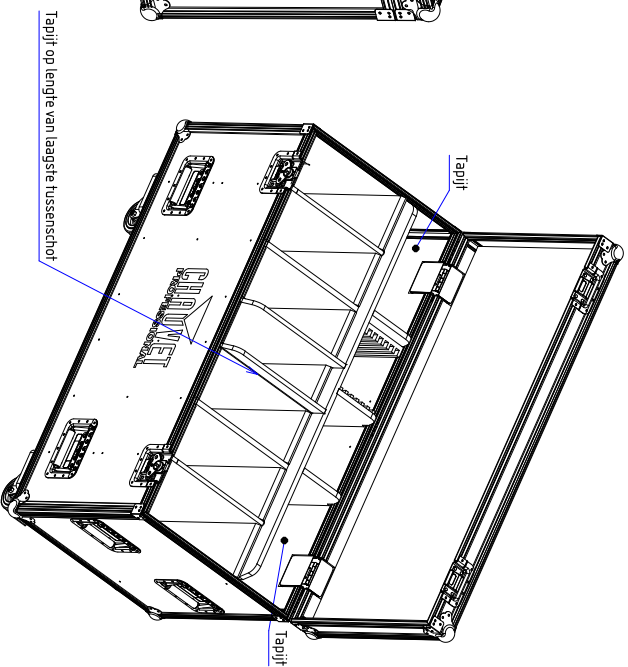 Tapijt op lengte van laagste tussenschot
Tapijt
CHAUVET
PROFESSIONAL
Tapijt